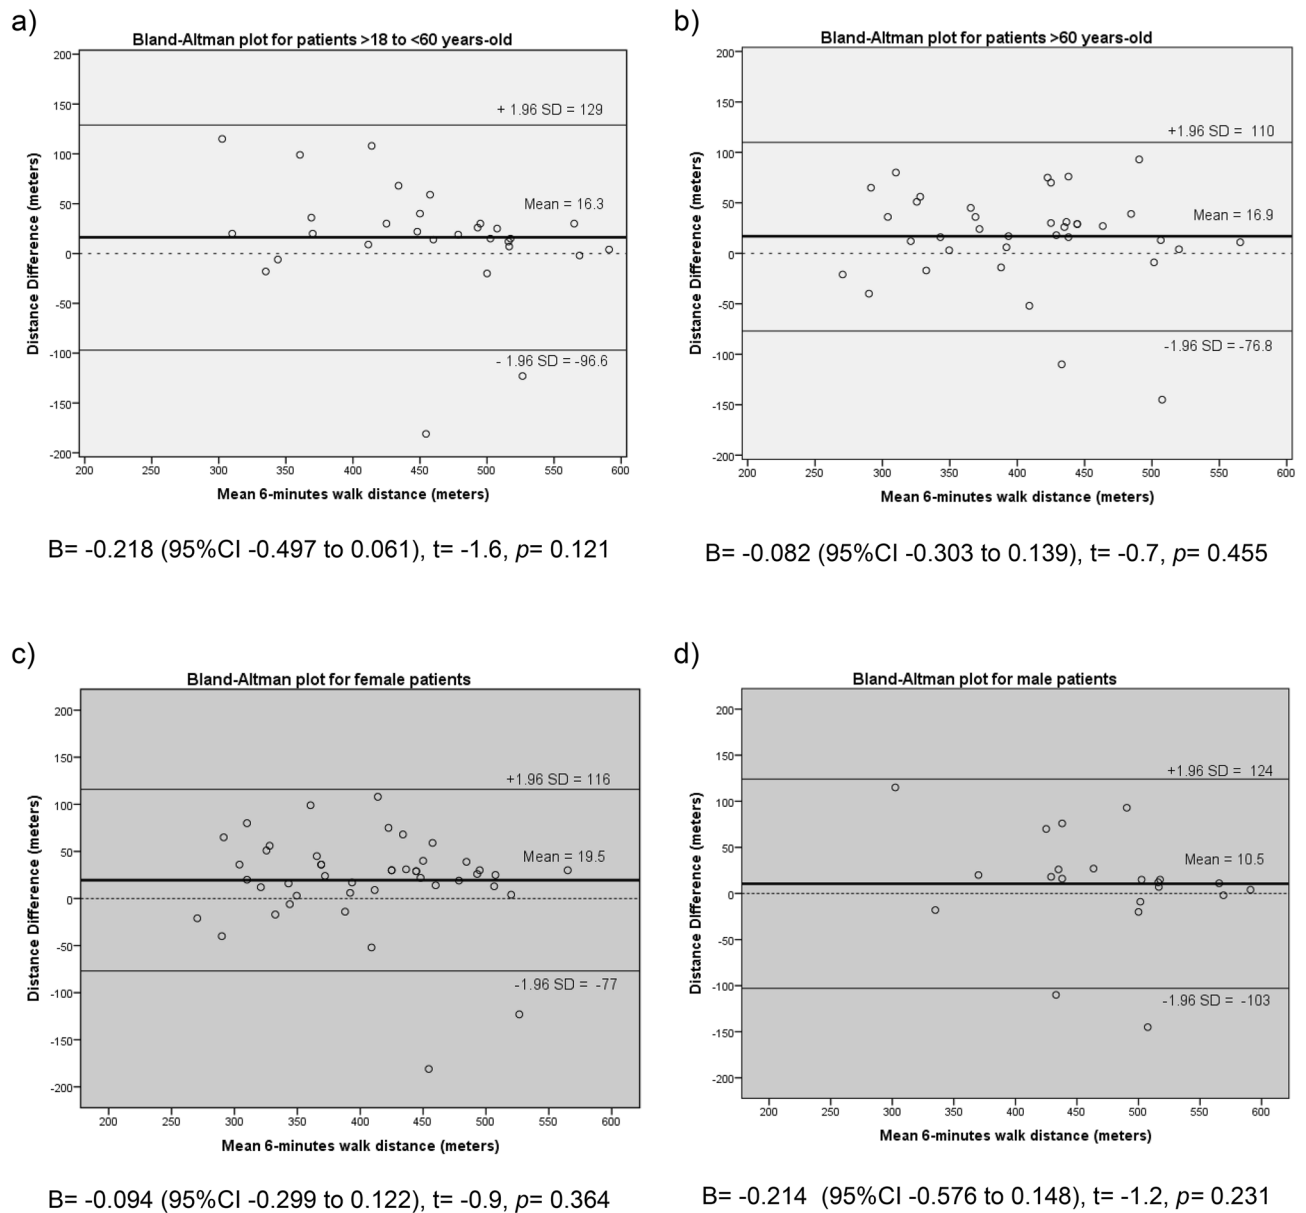 a)
Bland-Altman plot for patients >18 to <60 years-old
200
150
100
50
0
-50
-100
-150
-200
Distance Difference (meters)
+ 1.96 SD = 129
Mean = 16.3
- 1.96 SD = -96.6
200 250 300 350 400 450 500 550 600
Mean 6-minutes walk distance (meters)
B= -0.218 (95%CI -0.497 to 0.061), t= -1.6, p= 0.121
b)
Bland-Altman plot for patients >60 years-old
200
150
100
50
0
-50
-100
-150
-200
Distance Difference (meters)
+1.96 SD = 110
Mean = 16.9
-1.96 SD = -76.8
200 250 300 350 400 450 500 550 600
Mean 6-minutes walk distance (meters)
B= -0.082 (95%CI -0.303 to 0.139), t= -0.7, p= 0.455
c)
Bland-Altman plot for female patients
200
150
100
50
0
-50
-100
-150
-200
Distance Difference (meters)
+1.96 SD = 116
Mean = 19.5
-1.96 SD = -77
200 250 300 350 400 450 500 550 600
Mean 6-minutes walk distance (meters)
B= -0.094 (95%CI -0.299 to 0.122), t= -0.9, p= 0.364
d)
Bland-Altman plot for male patients
200
150
100
50
0
-50
-100
-150
-200
Distance DIfference (meters)
+1.96 SD = 124
Mean = 10.5
-1.96 SD = -103
200 250 300 350 400 450 500 550 600
Mean 6-minutes walk distance (meters)
B= -0.214 (95%CI -0.576 to 0.148), t= -1.2, p= 0.231